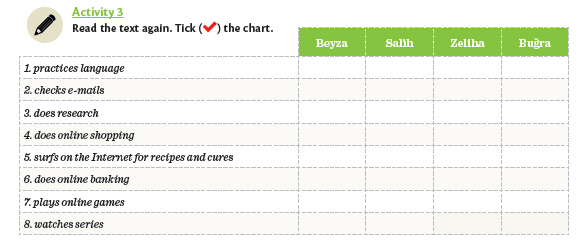 Activity 3
Read the text again. Tick (✓) the chart.
Beyza Salih Zeliha Buğra
1. practices language
2. checks e-mails
3. does research
4. does online shopping
5. surfs on the Internet for recipes and cures
6. does online banking
7. plays online games
8. watches series